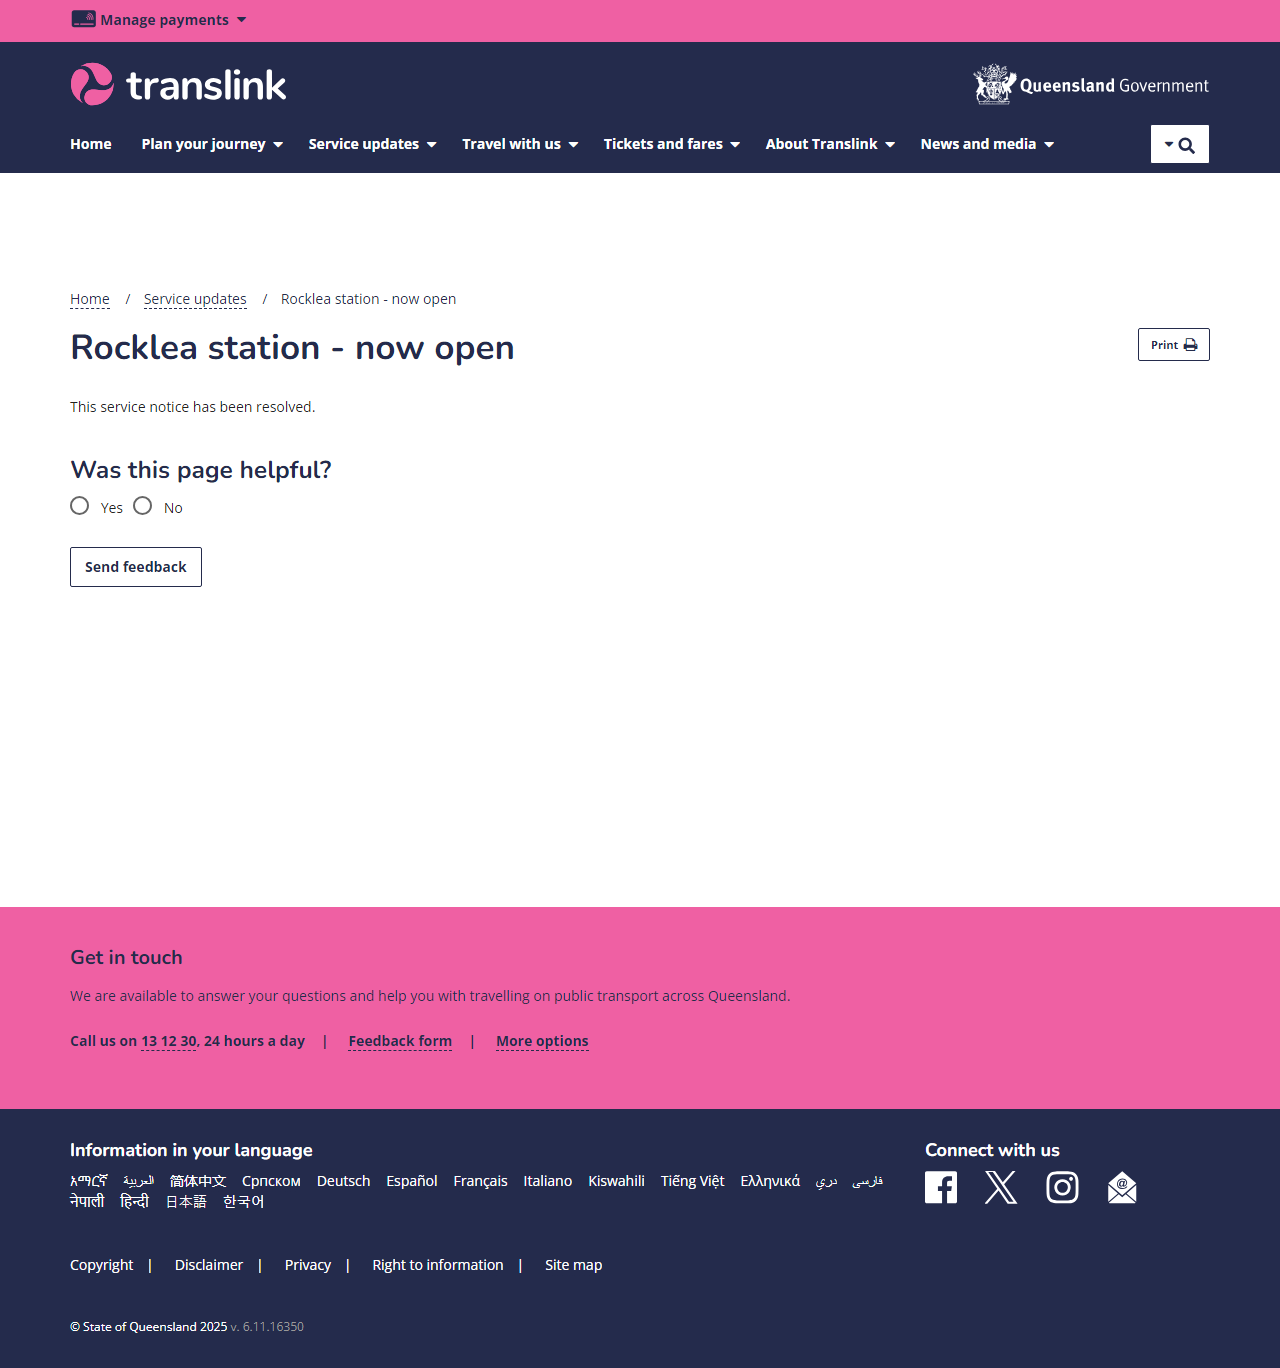 Manage payments
translink
Queensland Government
Home Plan your journey Service updates Travel with us Tickets and fares About Translink News and media
Home / Service updates / Rocklea station - now open
Rocklea station - now open
Print
This service notice has been resolved.
Was this page helpful?
Yes No
Send feedback
Get in touch
We are available to answer your questions and help you with travelling on public transport across Queensland.
Call us on 13 12 30, 24 hours a day | Feedback form | More options
Information in your language
አማርኛ العربية 简体中文 Српском Deutsch Español Français Italiano Kiswahili Tiếng Việt Ελληνικά دري فارسی
नेपाली हिन्दी 日本語 한국어
Connect with us
Copyright | Disclaimer | Privacy | Right to information | Site map
© State of Queensland 2025 v. 6.11.16350